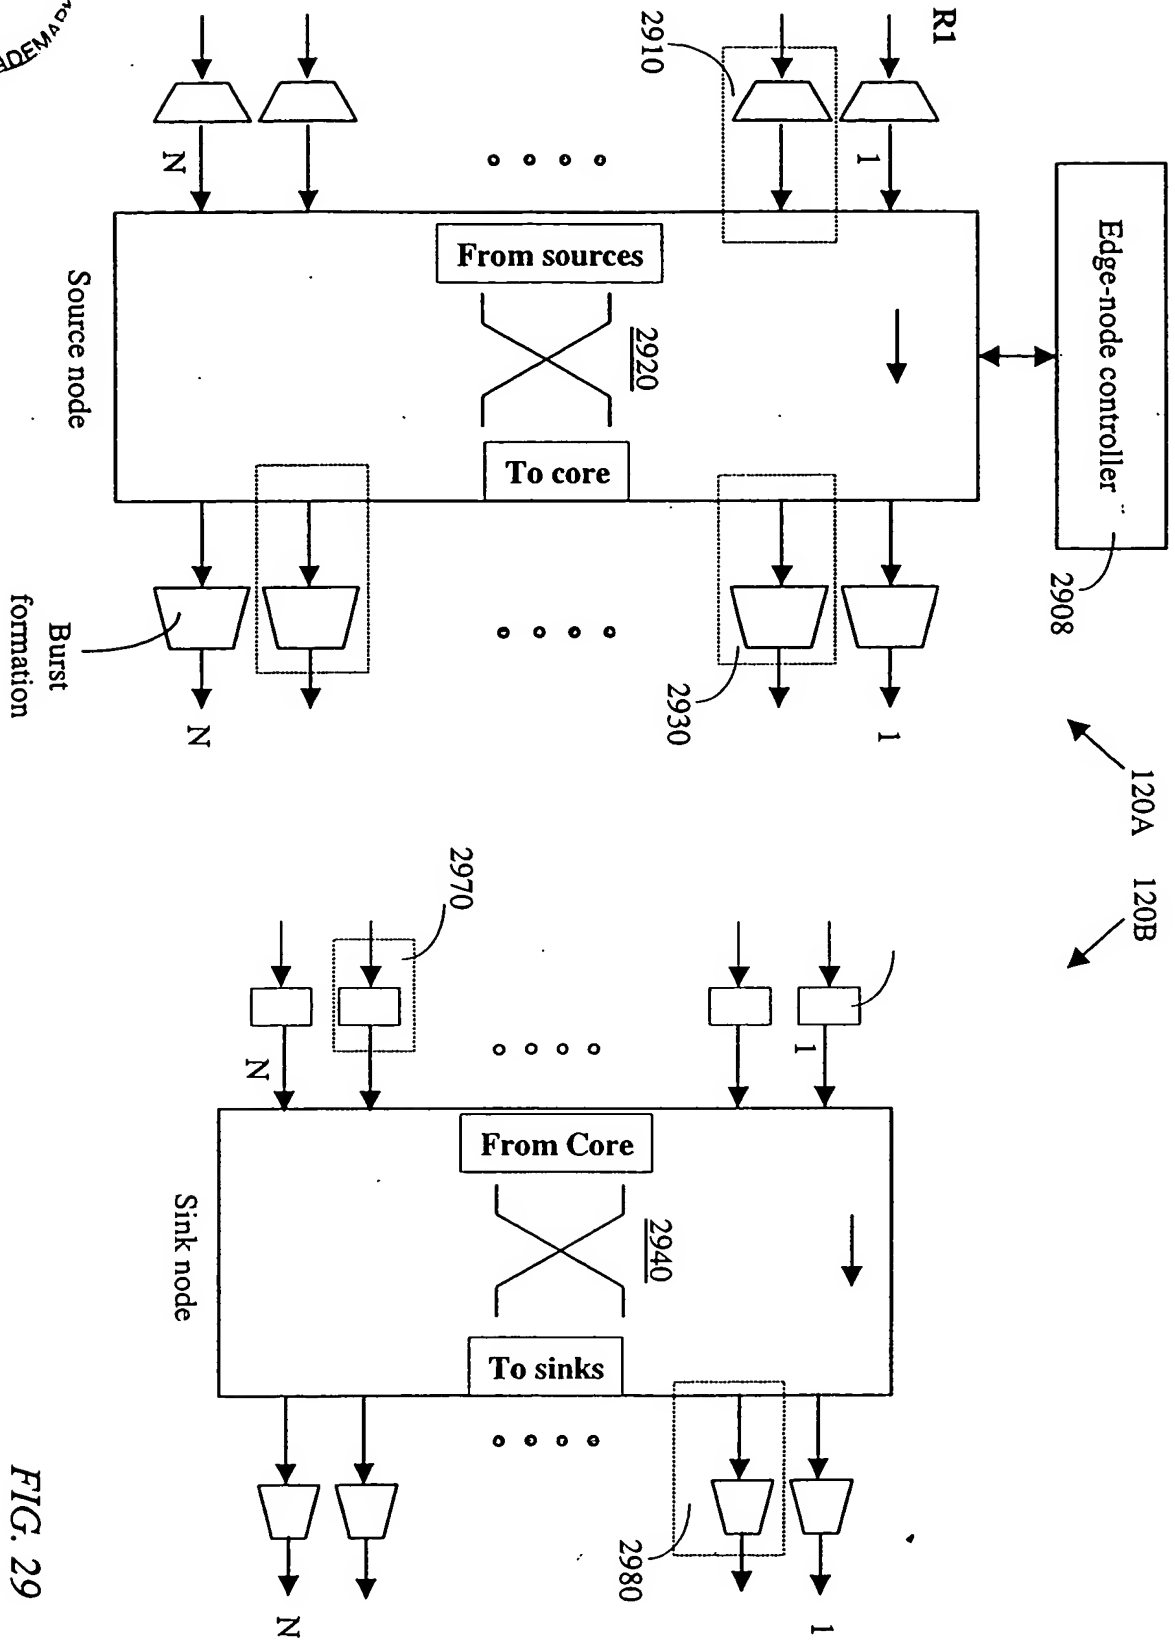 R1
2910
1
N
Edge-node controller
2908
From sources
2920
To core
Source node
2930
1
N
Burst
formation
120A
120B
2970
1
N
From Core
2940
To sinks
Sink node
2980
1
N
FIG. 29